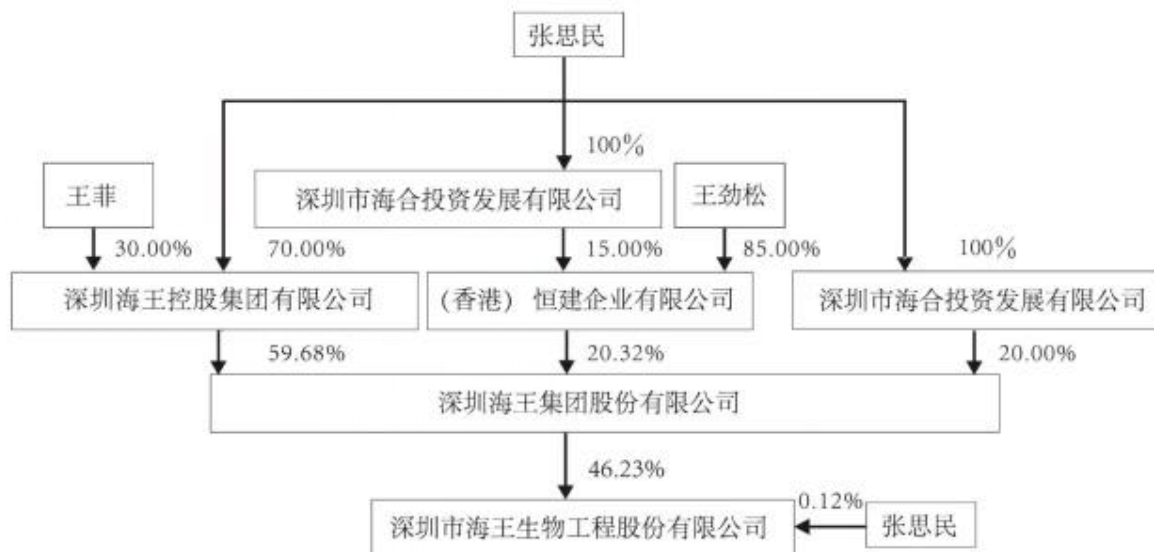 张思民
100%
王菲
深圳市海合投资发展有限公司
王劲松
30.00%
70.00%
15.00%
85.00%
100%
深圳海王控股集团有限公司
(香港) 恒建企业有限公司
深圳市海合投资发展有限公司
59.68%
20.32%
20.00%
深圳海王集团股份有限公司
46.23%
0.12%
深圳市海王生物工程股份有限公司
张思民